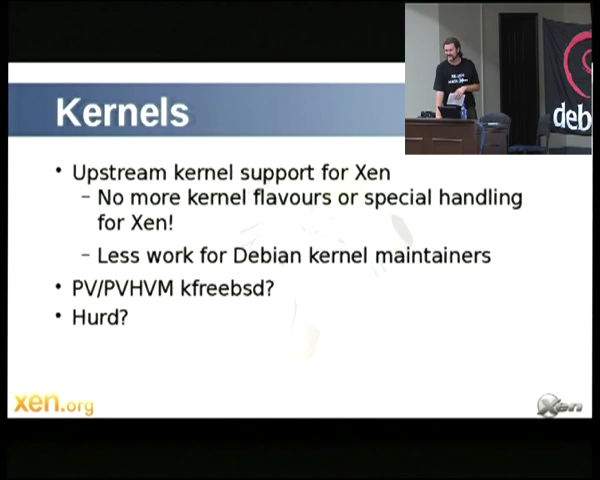 Kernels
• Upstream kernel support for Xen
– No more kernel flavours or special handling
for Xen!
– Less work for Debian kernel maintainers
• PV/PVHVM kfreebsd?
• Hurd?
xen.org
Xen
deb